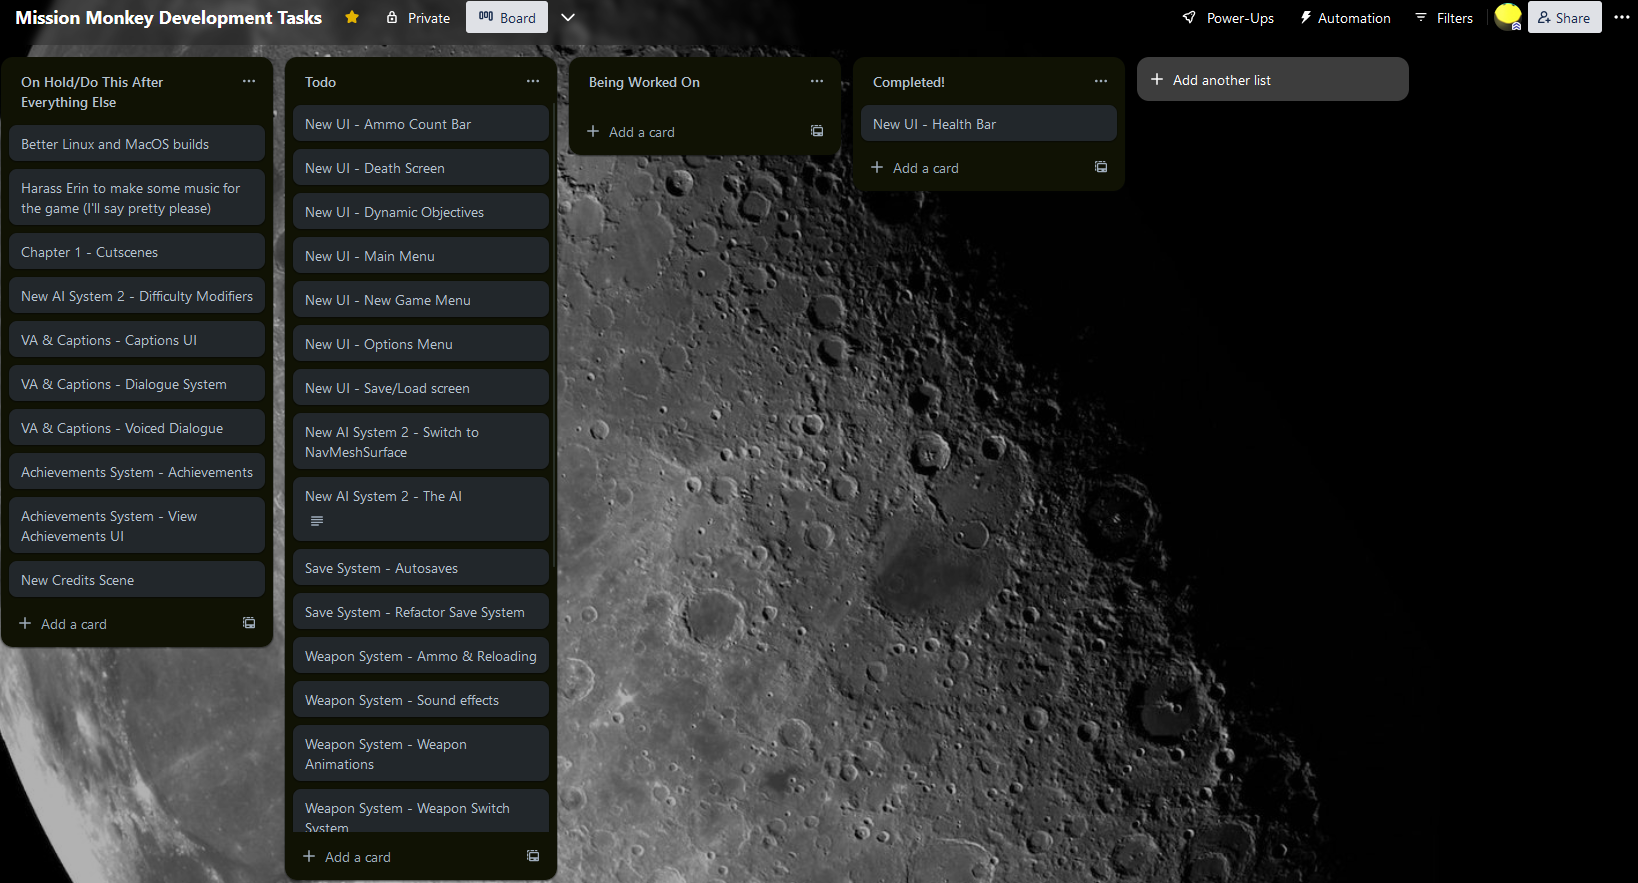 Mission Monkey Development Tasks
Private
Board
Power-Ups
Automation
Filters
Share
On Hold/Do This After
Everything Else
Better Linux and MacOS builds
Harass Erin to make some music for
the game (I'll say pretty please)
Chapter 1 - Cutscenes
New AI System 2 - Difficulty Modifiers
VA & Captions - Captions UI
VA & Captions - Dialogue System
VA & Captions - Voiced Dialogue
Achievements System - Achievements
Achievements System - View
Achievements UI
New Credits Scene
Add a card
Todo
New UI - Ammo Count Bar
New UI - Death Screen
New UI - Dynamic Objectives
New UI - Main Menu
New UI - New Game Menu
New UI - Options Menu
New UI - Save/Load screen
New AI System 2 - Switch to
NavMeshSurface
New AI System 2 - The AI
Save System - Autosaves
Save System - Refactor Save System
Weapon System - Ammo & Reloading
Weapon System - Sound effects
Weapon System - Weapon
Animations
Weapon System - Weapon Switch
System
Add a card
Being Worked On
Add a card
Completed!
New UI - Health Bar
Add a card
Add another list